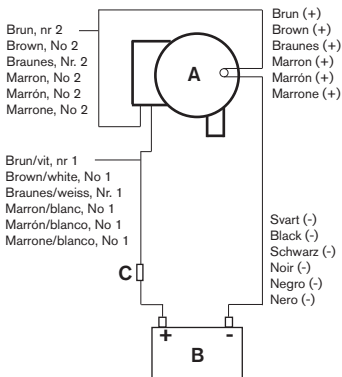 Brun, nr 2
Brown, No 2
Braunes, Nr. 2
Marron, No 2
Marrón, No 2
Marrone, No 2
A
Brun (+)
Brown (+)
Braunes (+)
Marron (+)
Marrón (+)
Marrone (+)
Brun/vit, nr 1
Brown/white, No 1
Braunes/weiss, Nr. 1
Marron/blanc, No 1
Marrón/blanco, No 1
Marrone/blanco, No 1
Svart (-)
Black (-)
Schwarz (-)
Noir (-)
Negro (-)
Nero (-)
C
+ -
B